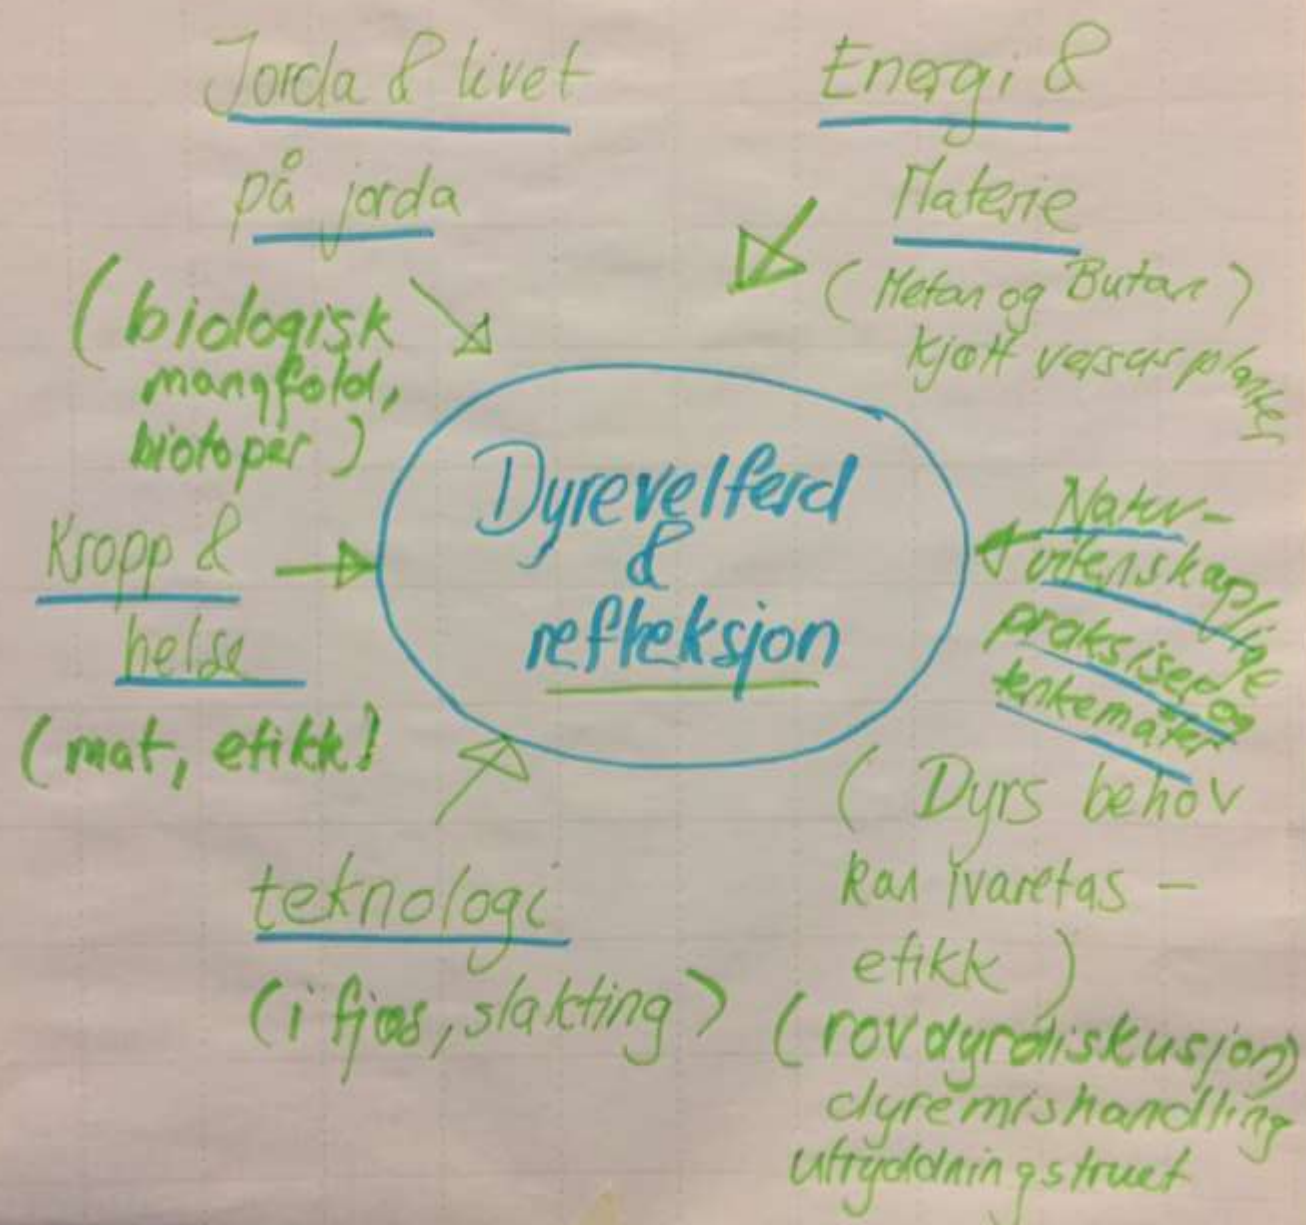 Jorda & livet
på jorda
(biologisk
mangfold,
biotoper)
Energi &
Materie
(Metan og Butan)
kjøtt versus planter
Dyrevelferd
&
refleksjon
Kropp &
helse
(mat, etikk)
Natur-
vitenskaplige
praksiser og
tenkemåter
(Dyrs behov
kan ivaretas –
etikk)
(rovdyrdiskusjon)
dyremishandling
utryddningstruet
teknologi
(i fjøs, slakting)